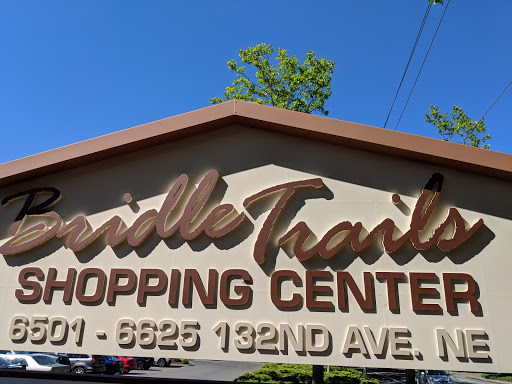 Bridle Trails
SHOPPING CENTER
6501 - 6625 132ND AVE. NE